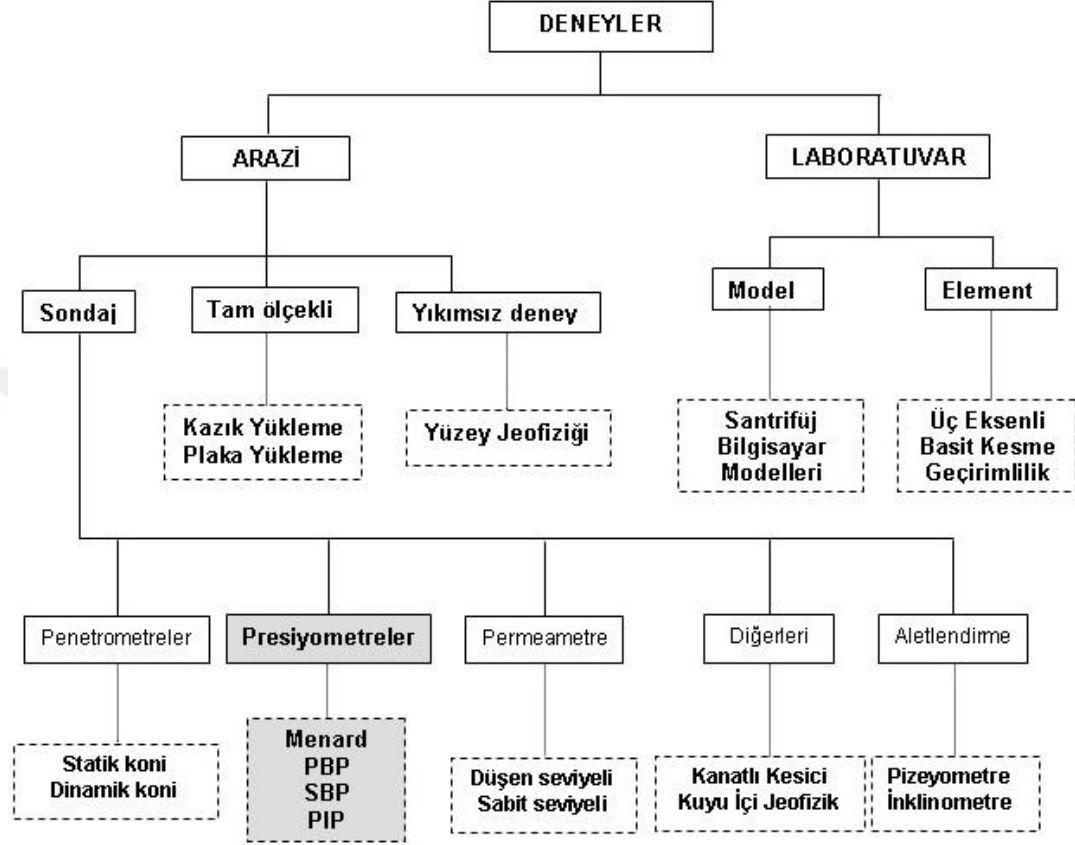 DENEYLER
ARAZİ
LABORATUVAR
Sondaj
Tam ölçekli
Yıkımsız deney
Model
Element
Kazık Yükleme
Plaka Yükleme
Yüzey Jeofiziği
Santrifüj
Bilgisayar
Modelleri
Üç Eksenli
Basit Kesme
Geçirimlilik
Penetrometreler
Presiyometreler
Permeametre
Diğerleri
Aletlendirme
Statik koni
Dinamik koni
Menard
PBP
SBP
PIP
Düşen seviyeli
Sabit seviyeli
Kanatlı Kesici
Kuyu İçi Jeofizik
Pizeyometre
İnklinometre